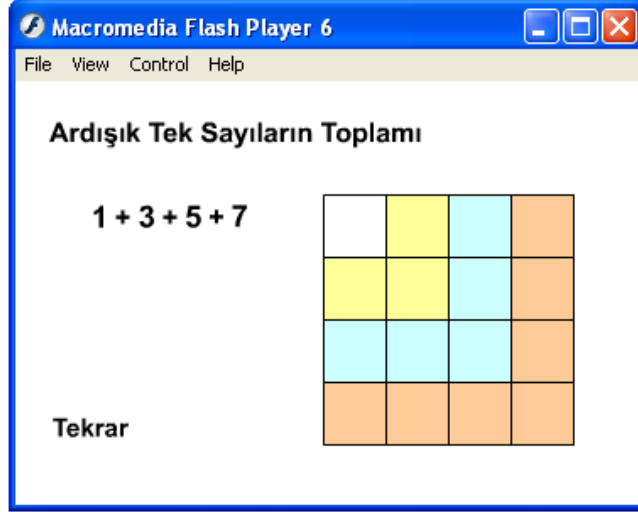 Macromedia Flash Player 6
File View Control Help
Ardışık Tek Sayıların Toplamı
1 + 3 + 5 + 7
Tekrar